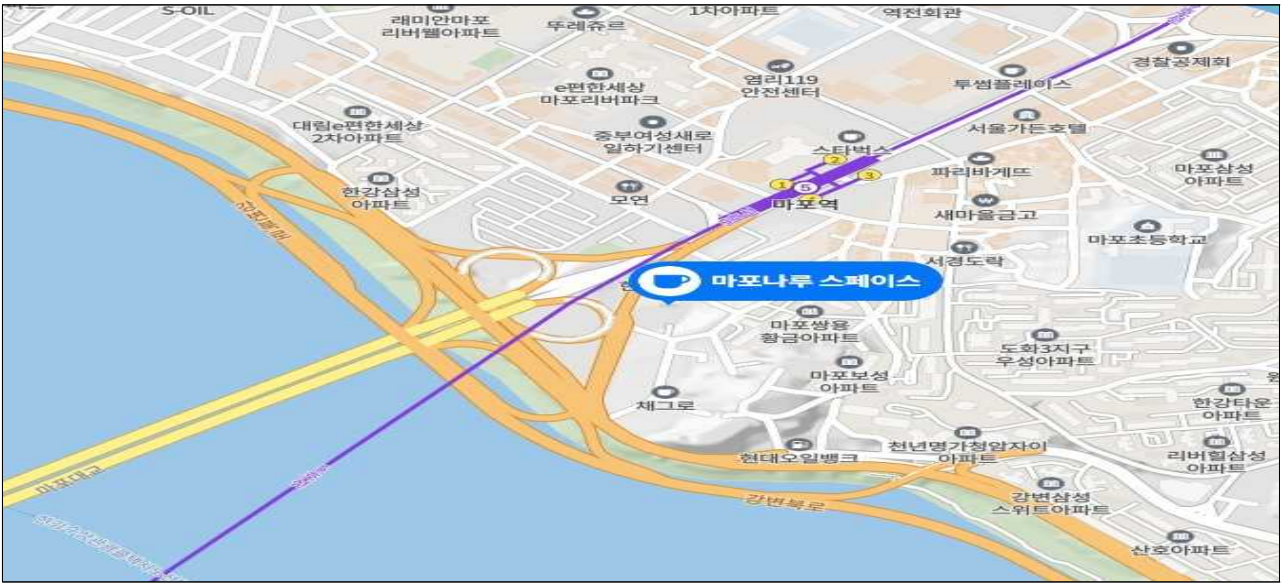 S-OIL
래미안마포
리버웰아파트
뚜레쥬르
1차아파트
역전회관
경찰공제회
e편한세상
마포리버파크
염리119
안전센터
투썸플레이스
대림e편한세상
2차아파트
중부여성새로
일하기센터
스타벅스
서울가든호텔
파리바게뜨
마포삼성
아파트
한강삼성
아파트
모연
1
2
3
5
마포역
새마을금고
마포초등학교
서경도락
마포나루 스페이스
마포쌍용
황금아파트
도화3지구
우성아파트
마포보성
아파트
채그로
한강타운
아파트
현대오일뱅크
천년명가청암자이
아파트
리버힐삼성
아파트
마포대교
강변북로
강변북로
강변삼성
스위트아파트
산호아파트